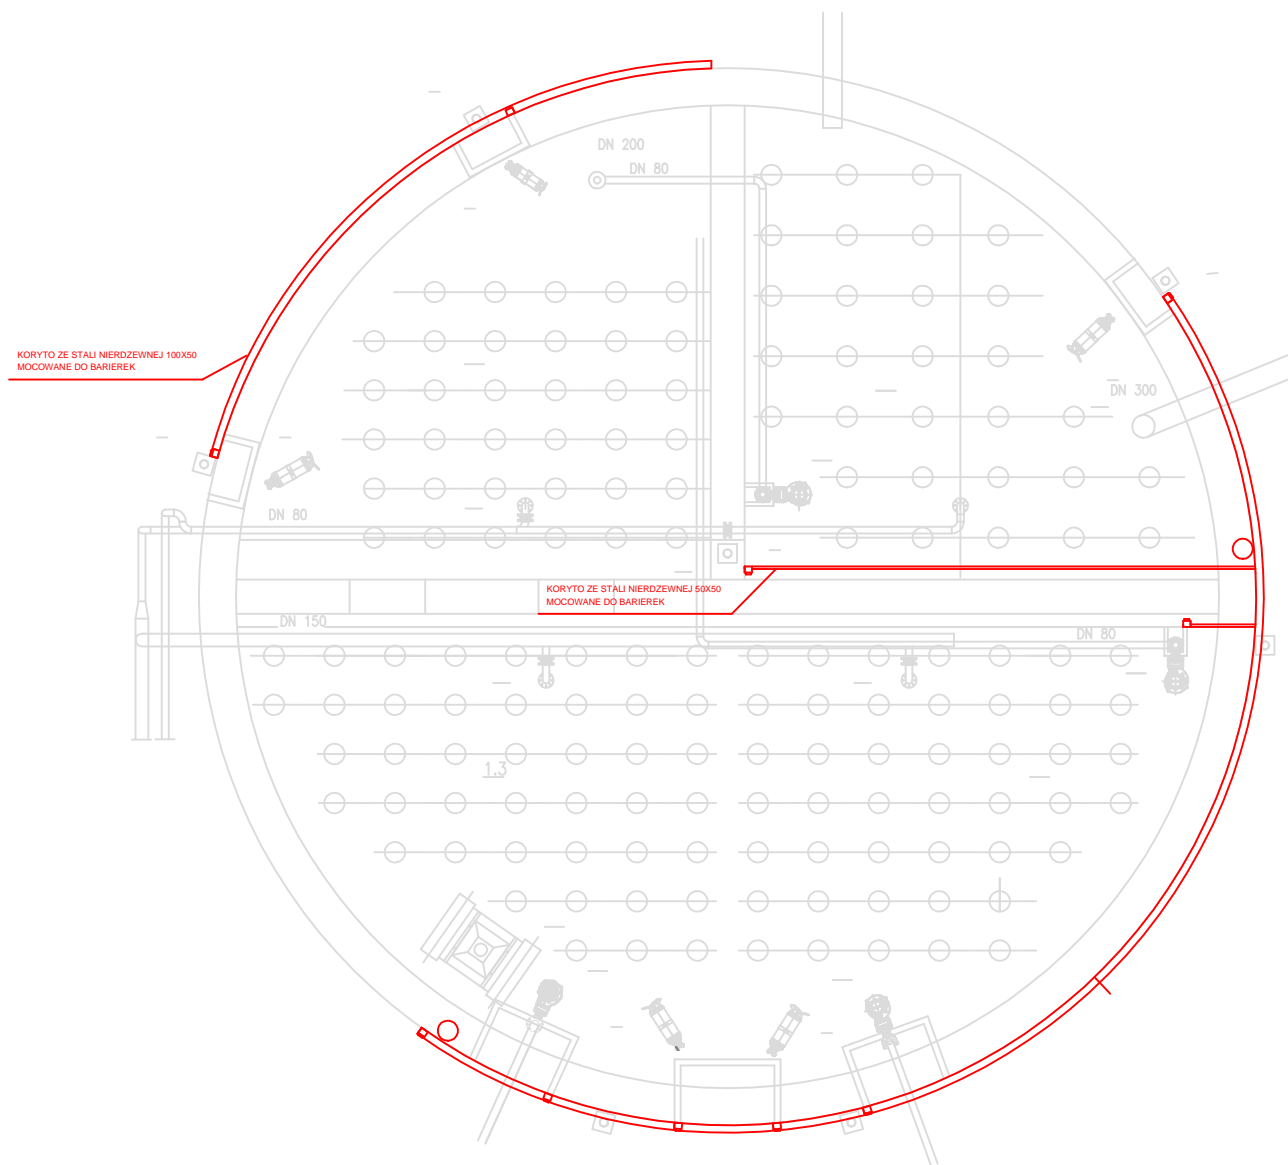 DN 200
DN 80
KORYTO ZE STALI NIERDZEWNEJ 100X50
MOCOWANE DO BARIEREK
DN 300
DN 80
KORYTO ZE STALI NIERDZEWNEJ 50X50
MOCOWANE DO BARIEREK
DN 150
DN 80
1.3